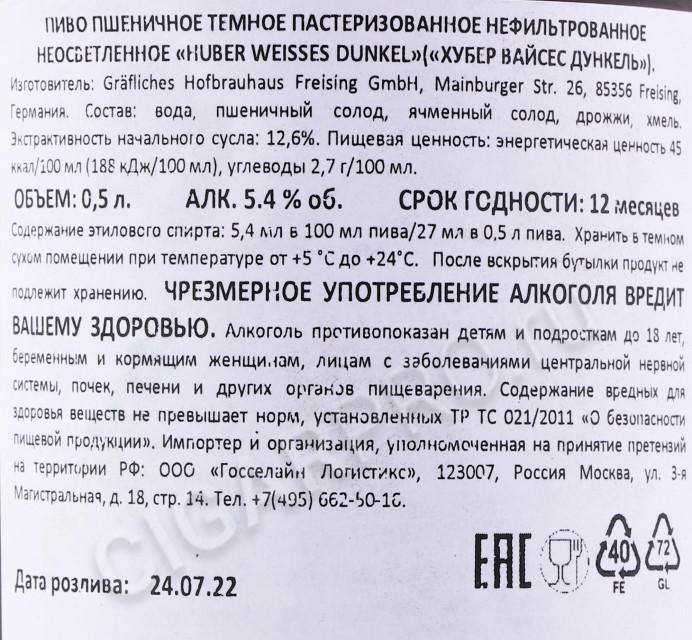 ПИВО ПШЕНИЧНОЕ ТЕМНОЕ ПАСТЕРИЗОВАННОЕ НЕФИЛЬТРОВАННОЕ
НЕОСВЕТЛЕННОЕ «HUBER WEISSES DUNKEL»(«ХУБЕР ВАЙСЕС ДУНКЕЛЬ»).
Изготовитель: Gräfliches Hofbrauhaus Freising GmbH, Mainburger Str. 26, 85356 Freising,
Германия. Состав: вода, пшеничный солод, ячменный солод, дрожжи, хмель.
Экстрактивность начального сусла: 12,6%. Пищевая ценность: энергетическая ценность 45
ккал/100 мл (188 кДж/100 мл), углеводы 2,7 г/100 мл.
ОБЪЕМ: 0,5 л. АЛК. 5.4 % об. СРОК ГОДНОСТИ: 12 месяцев
Содержание этилового спирта: 5,4 мл в 100 мл пива/27 мл в 0,5 л пива. Хранить в темном
сухом помещении при температуре от +5 °C до +24°C. После вскрытия бутылки продукт не
подлежит хранению. ЧРЕЗМЕРНОЕ УПОТРЕБЛЕНИЕ АЛКОГОЛЯ ВРЕДИТ
ВАШЕМУ ЗДОРОВЬЮ. Алкоголь противопоказан детям и подросткам до 18 лет,
беременным и кормящим женщинам, лицам с заболеваниями центральной нервной
системы, почек, печени и других органов пищеварения. Содержание вредных для
здоровья веществ не превышает норм, установленных ТР ТС 021/2011 «О безопасности
пищевой продукции». Импортер и организация, уполномоченная на принятие претензий
на территории РФ: ООО «Госселайн Логистикс», 123007, Россия Москва, ул. 3-я
Магистральная, д. 18, стр. 14. Тел. +7(495) 662-50-16.
EAC 40 72
FE GL
Дата розлива: 24.07.22
CIGARPRO.ru